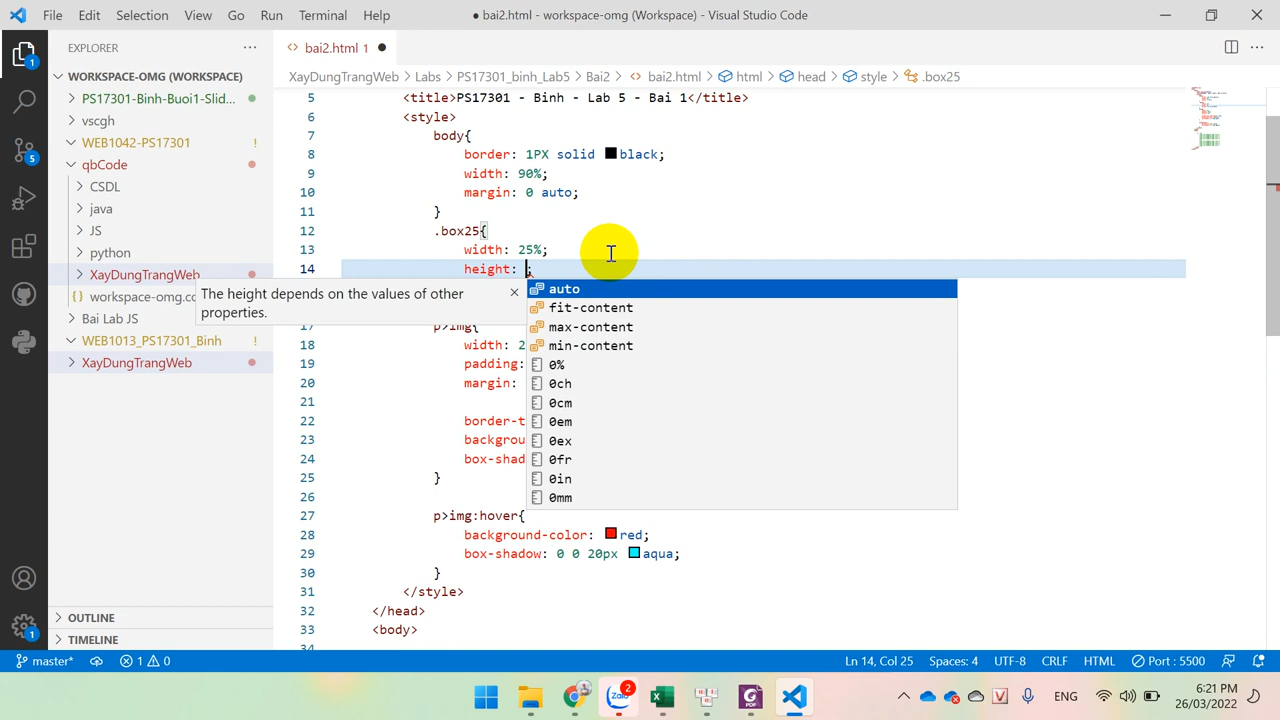 File Edit Selection View Go Run Terminal Help
● bai2.html - workspace-omg (Workspace) - Visual Studio Code
EXPLORER
bai2.html 1 ●
WORKSPACE-OMG (WORKSPACE)
PS17301-Binh-Buoi1-Slid...
vscgh
WEB1042-PS17301
qbCode
CSDL
java
JS
python
XayDungTrangWeb
workspace-omg.co
Bai Lab JS
WEB1013_PS17301_Binh
XayDungTrangWeb
OUTLINE
TIMELINE
XayDungTrangWeb > Labs > PS17301_binh_Lab5 > Bai2 > bai2.html > html > head > style > .box25
5 <title>PS17301 - Binh - Lab 5 - Bai 1</title>
6 <style>
7 body{
8 border: 1PX solid black;
9 width: 90%;
10 margin: 0 auto;
11 }
12 .box25{
13 width: 25%;
14 height: ;
The height depends on the values of other
properties.
auto
fit-content
max-content
min-content
0%
0ch
0cm
0em
0ex
0fr
0in
0mm
17 p>img{
18 width: 2
19 padding:
20 margin:
21
22 border-t
23 backgrou
24 box-shad
25 }
26
27 p>img:hover{
28 background-color: red;
29 box-shadow: 0 0 20px aqua;
30 }
31 </style>
32 </head>
33 <body>
34
master* 1 0 Ln 14, Col 25 Spaces: 4 UTF-8 CRLF HTML Port : 5500
1
5
1
Zalo
2
ENG
6:21 PM
26/03/2022